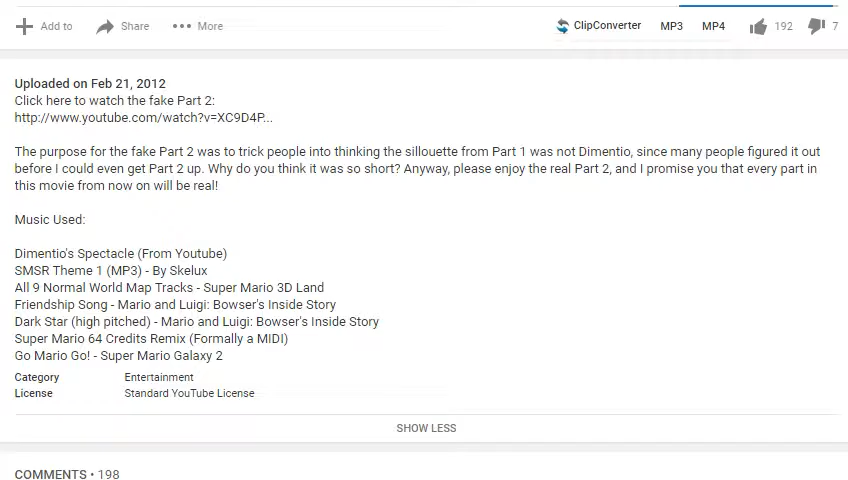 Add to Share More ClipConverter MP3 MP4 192 7
Uploaded on Feb 21, 2012
Click here to watch the fake Part 2:
http://www.youtube.com/watch?v=XC9D4P...
The purpose for the fake Part 2 was to trick people into thinking the sillouette from Part 1 was not Dimentio, since many people figured it out
before I could even get Part 2 up. Why do you think it was so short? Anyway, please enjoy the real Part 2, and I promise you that every part in
this movie from now on will be real!
Music Used:
Dimentio's Spectacle (From Youtube)
SMSR Theme 1 (MP3) - By Skelux
All 9 Normal World Map Tracks - Super Mario 3D Land
Friendship Song - Mario and Luigi: Bowser's Inside Story
Dark Star (high pitched) - Mario and Luigi: Bowser's Inside Story
Super Mario 64 Credits Remix (Formally a MIDI)
Go Mario Go! - Super Mario Galaxy 2
Category Entertainment
License Standard YouTube License
SHOW LESS
COMMENTS • 198